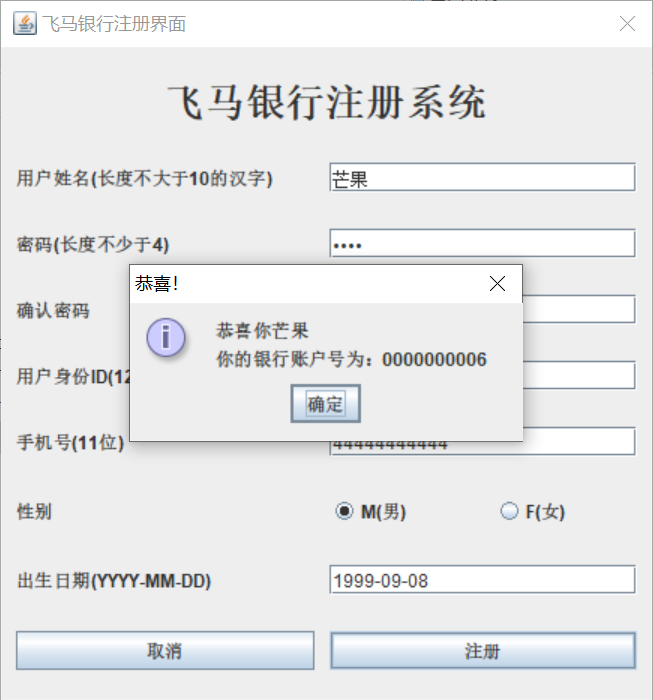 飞马银行注册界面
飞马银行注册系统
用户姓名(长度不大于10的汉字)
芒果
密码(长度不少于4)
••••
恭喜!
确认密码
恭喜你芒果
你的银行账户号为：0000000006
用户身份ID(12
确定
手机号(11位)
44444444444
性别
M(男) F(女)
出生日期(YYYY-MM-DD)
1999-09-08
取消 注册